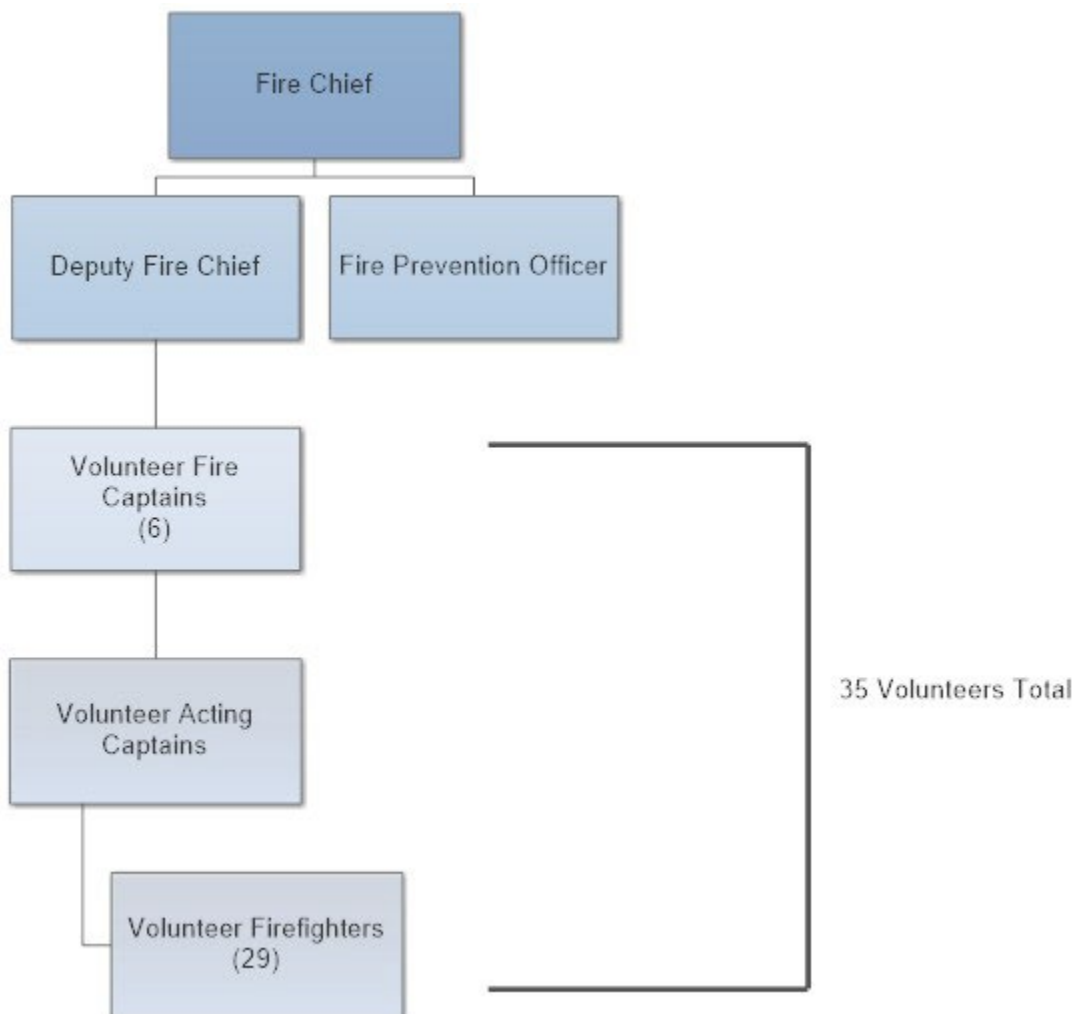 Fire Chief
Deputy Fire Chief
Fire Prevention Officer
Volunteer Fire
Captains
(6)
35 Volunteers Total
Volunteer Acting
Captains
Volunteer Firefighters
(29)